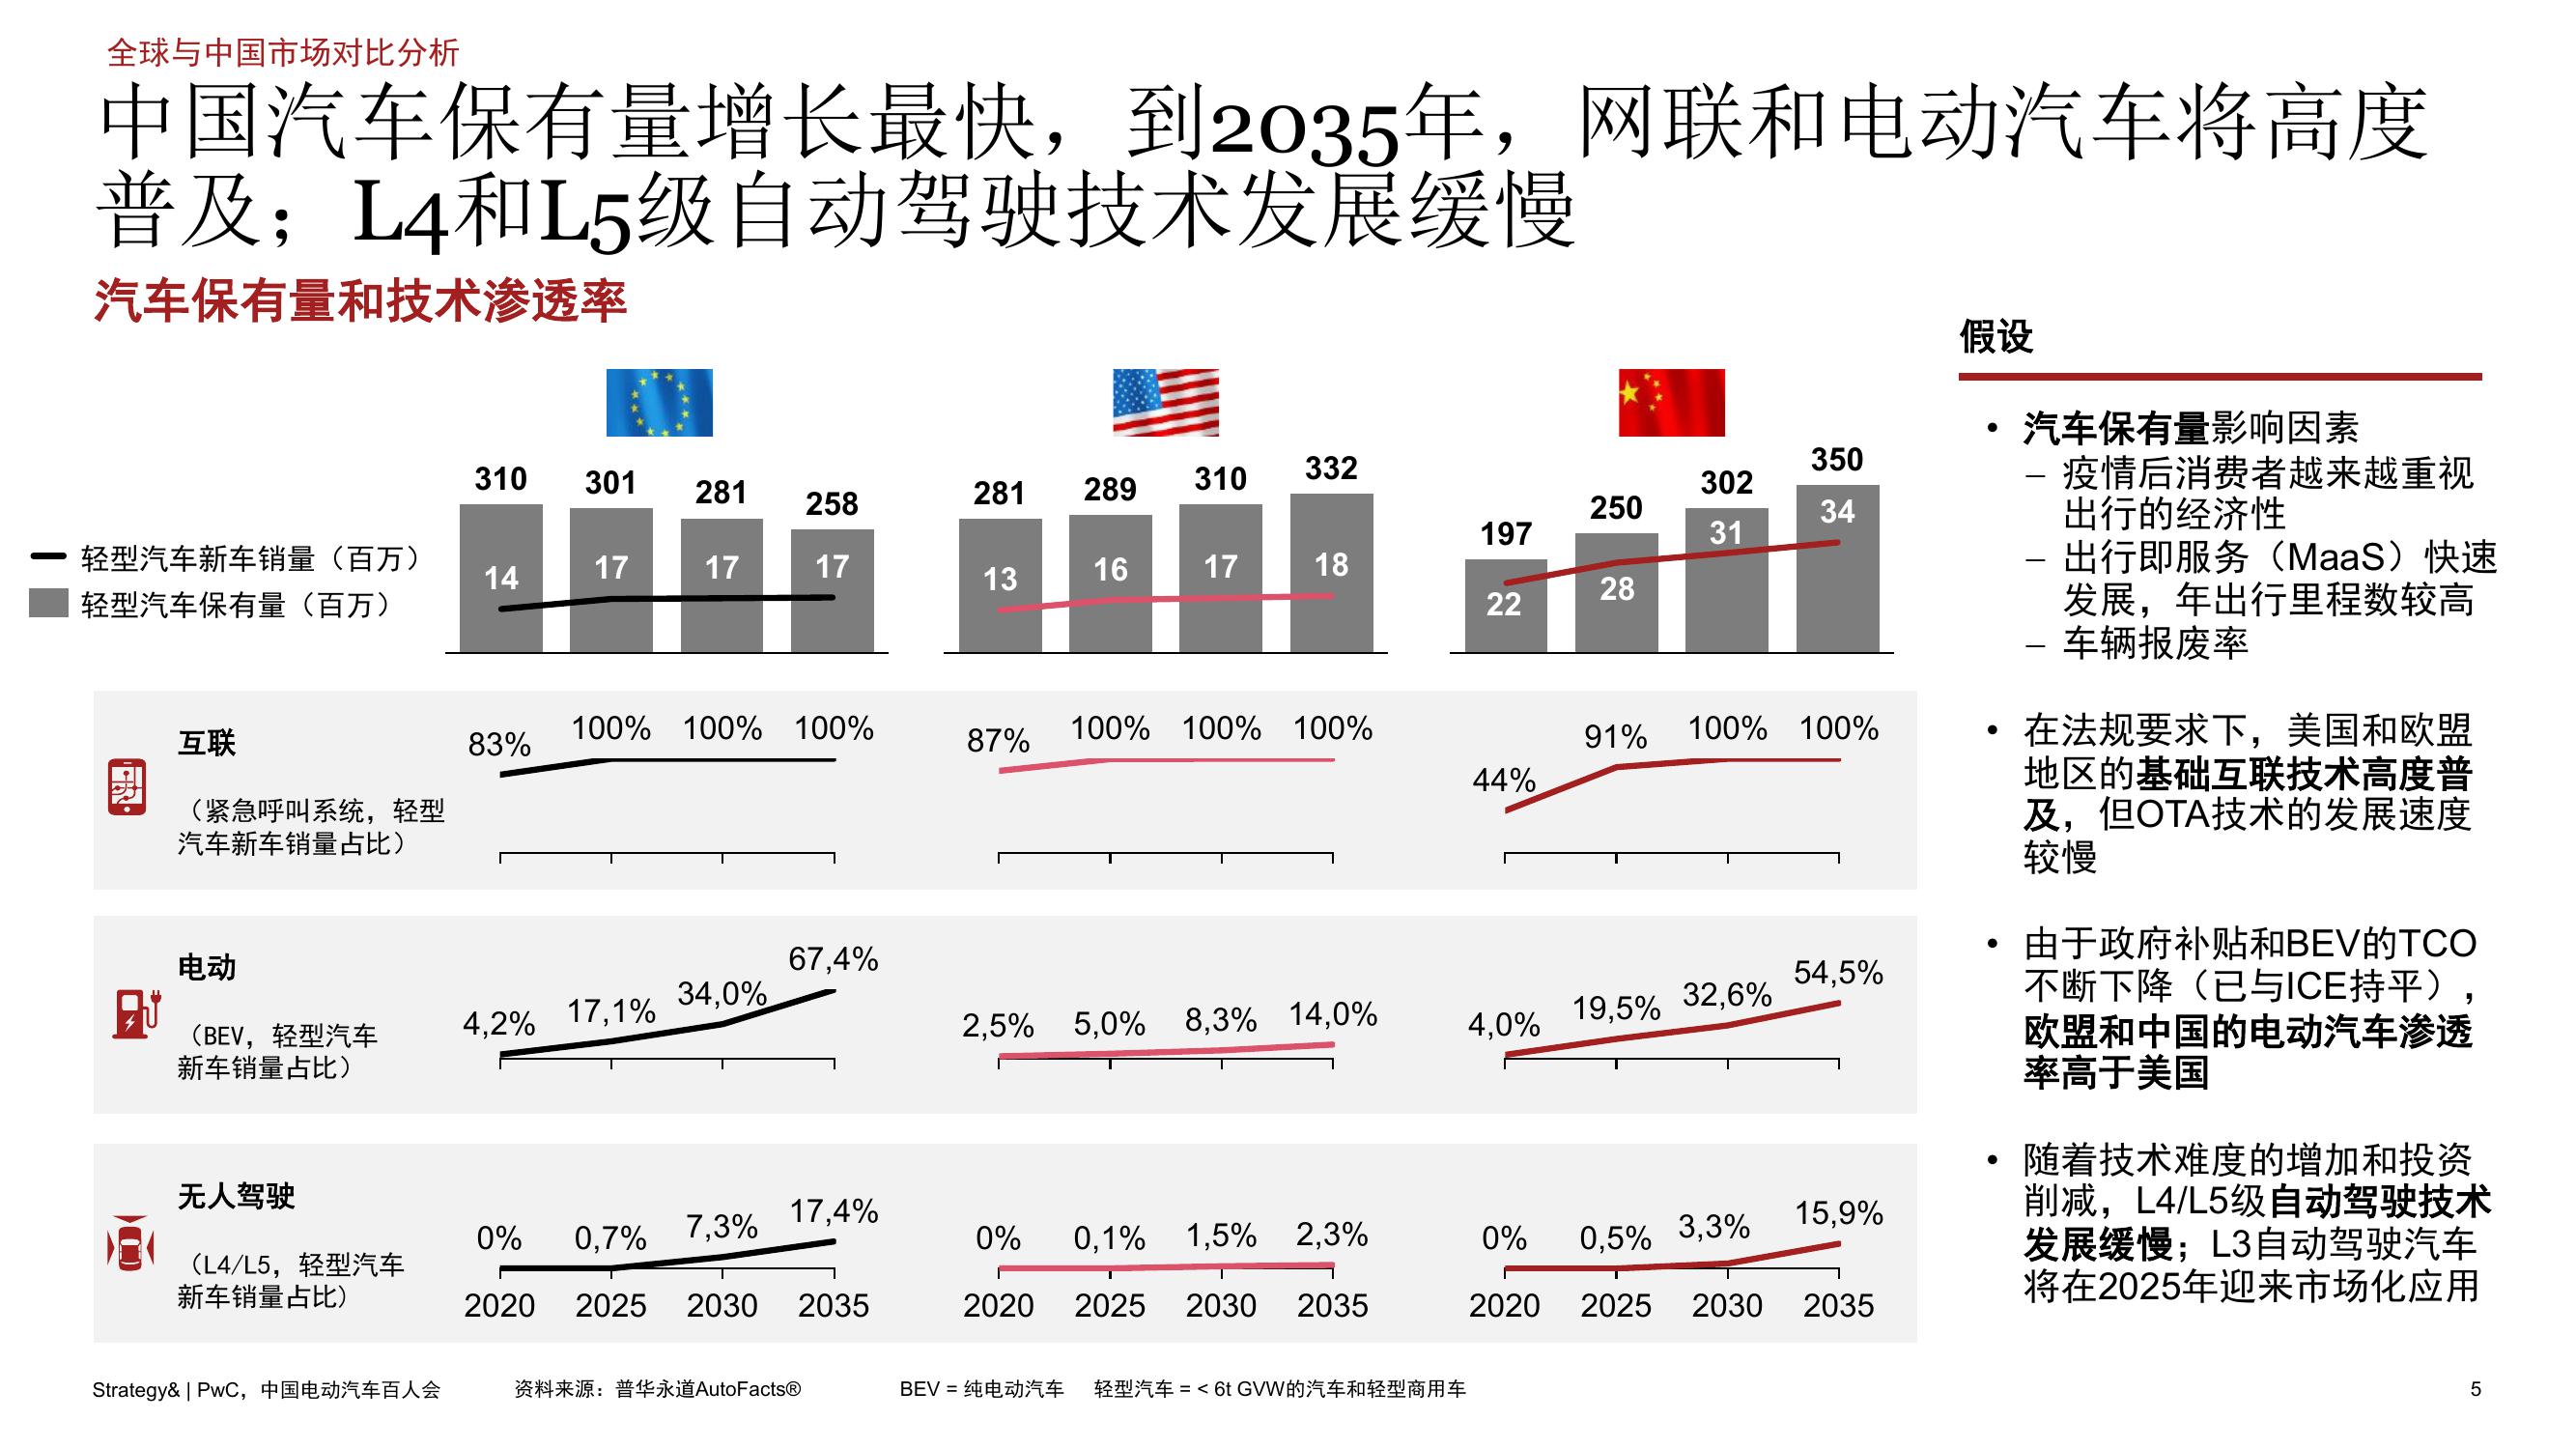 全球与中国市场对比分析
中国汽车保有量增长最快，到2035年，网联和电动汽车将高度
普及；L4和L5级自动驾驶技术发展缓慢
汽车保有量和技术渗透率
轻型汽车新车销量（百万）
轻型汽车保有量（百万）
310 301 281 258
14 17 17 17
281 289 310 332
13 16 17 18
197 250 302 350
22 28 31 34
互联
（紧急呼叫系统，轻型
汽车新车销量占比）
83% 100% 100% 100%
87% 100% 100% 100%
44% 91% 100% 100%
电动
（BEV，轻型汽车
新车销量占比）
4,2% 17,1% 34,0% 67,4%
2,5% 5,0% 8,3% 14,0%
4,0% 19,5% 32,6% 54,5%
无人驾驶
（L4/L5，轻型汽车
新车销量占比）
0% 0,7% 7,3% 17,4%
0% 0,1% 1,5% 2,3%
0% 0,5% 3,3% 15,9%
2020 2025 2030 2035
2020 2025 2030 2035
2020 2025 2030 2035
假设
• 汽车保有量影响因素
– 疫情后消费者越来越重视
出行的经济性
– 出行即服务（MaaS）快速
发展，年出行里程数较高
– 车辆报废率
• 在法规要求下，美国和欧盟
地区的基础互联技术高度普
及，但OTA技术的发展速度
较慢
• 由于政府补贴和BEV的TCO
不断下降（已与ICE持平），
欧盟和中国的电动汽车渗透
率高于美国
• 随着技术难度的增加和投资
削减，L4/L5级自动驾驶技术
发展缓慢；L3自动驾驶汽车
将在2025年迎来市场化应用
Strategy& | PwC，中国电动汽车百人会
资料来源：普华永道AutoFacts®
BEV = 纯电动汽车
轻型汽车 = < 6t GVW的汽车和轻型商用车
5